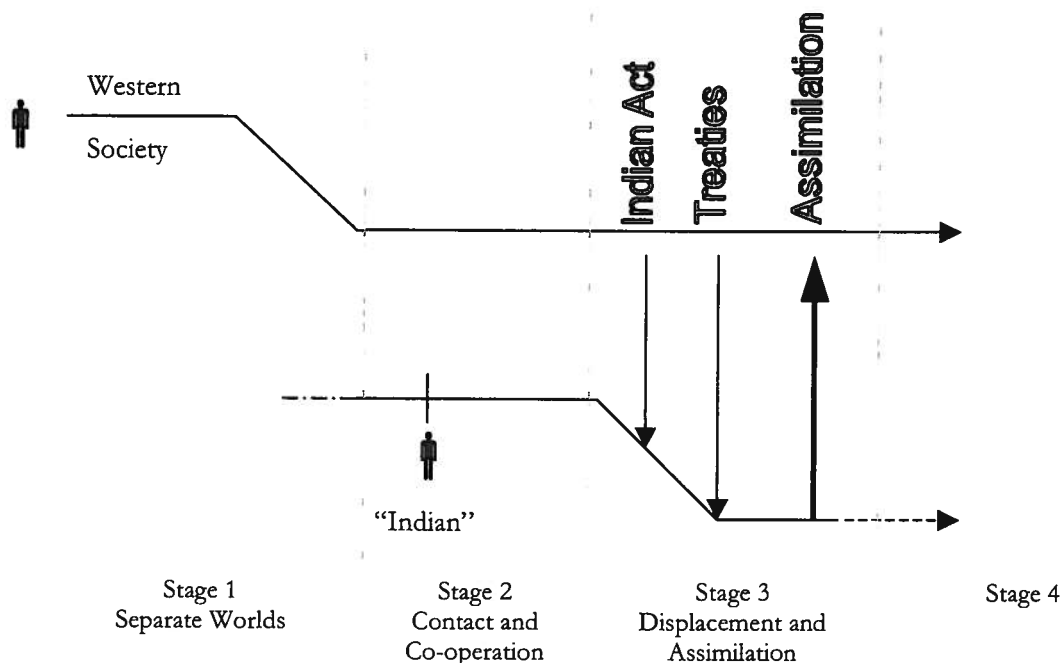 Western
Society
Indian Act
Treaties
Assimilation
“Indian”
Stage 1
Separate Worlds
Stage 2
Contact and
Co-operation
Stage 3
Displacement and
Assimilation
Stage 4